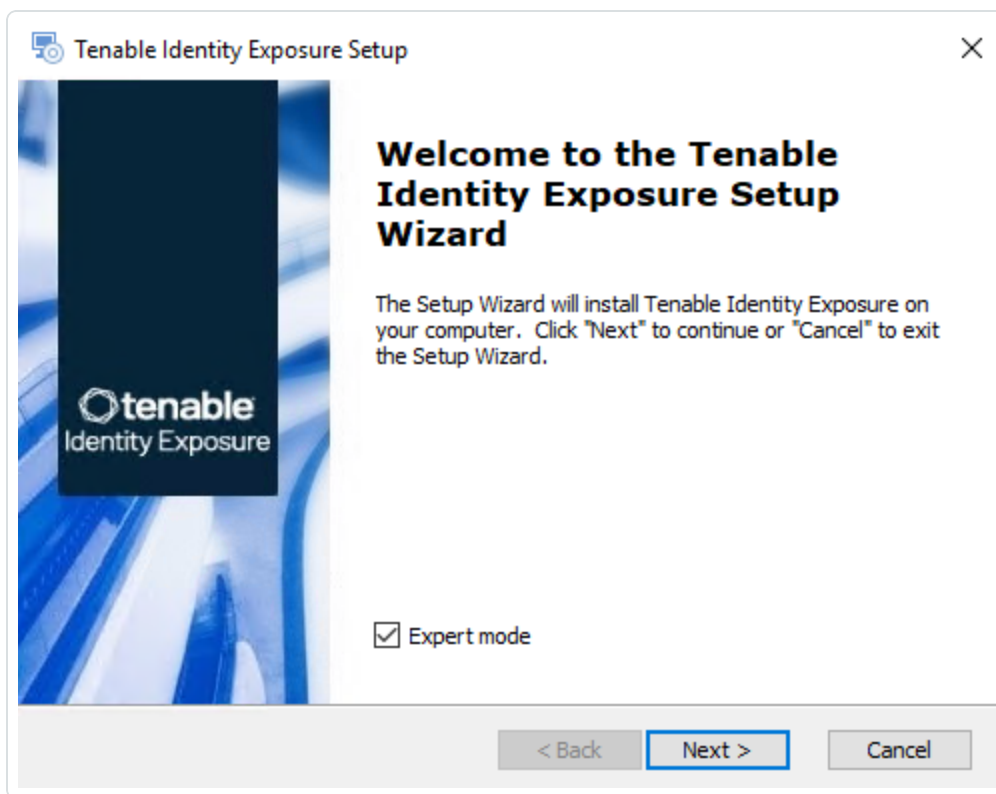 Tenable Identity Exposure Setup
Welcome to the Tenable
Identity Exposure Setup
Wizard
The Setup Wizard will install Tenable Identity Exposure on
your computer. Click "Next" to continue or "Cancel" to exit
the Setup Wizard.
tenable
Identity Exposure
Expert mode
< Back
Next >
Cancel